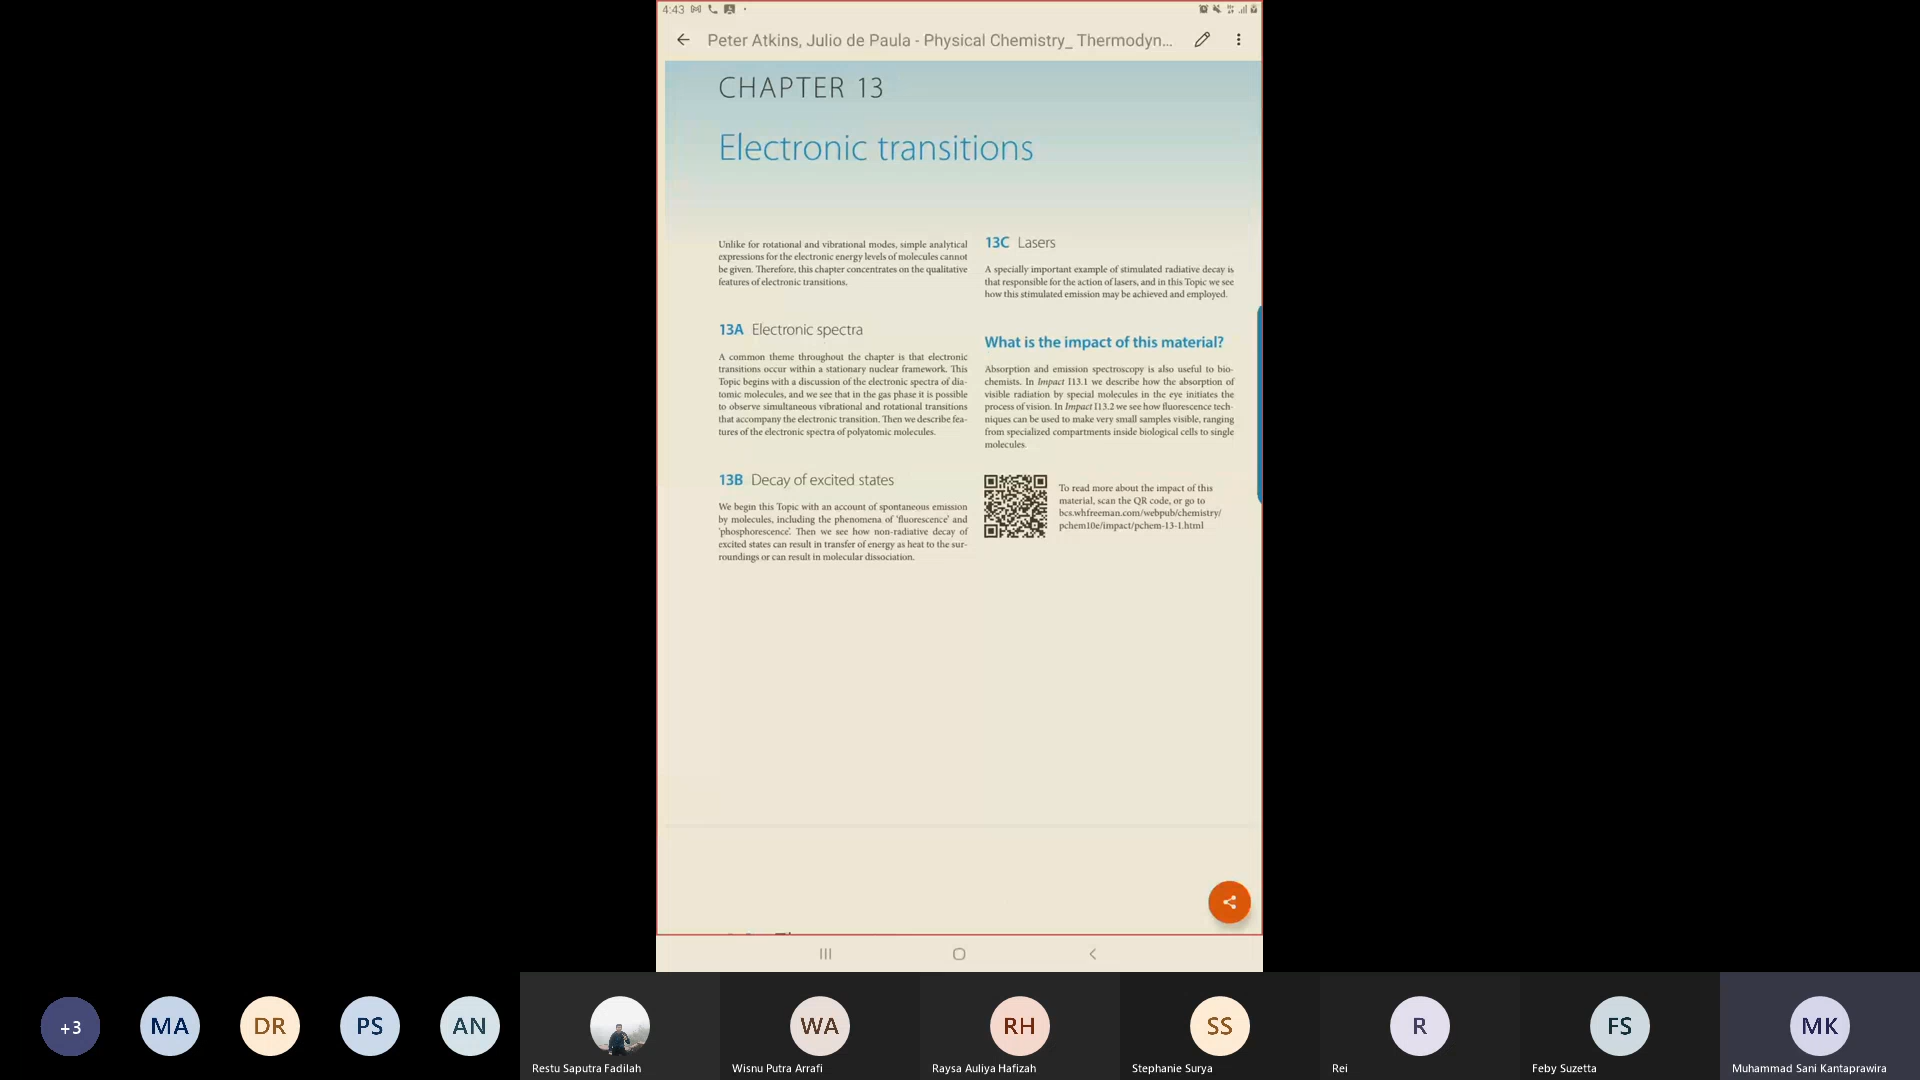 4:43
Peter Atkins, Julio de Paula - Physical Chemistry_ Thermodyn...
CHAPTER 13
Electronic transitions
Unlike for rotational and vibrational modes, simple analytical
expressions for the electronic energy levels of molecules cannot
be given. Therefore, this chapter concentrates on the qualitative
features of electronic transitions.
13A Electronic spectra
A common theme throughout the chapter is that electronic
transitions occur within a stationary nuclear framework. This
Topic begins with a discussion of the electronic spectra of dia-
tomic molecules, and we see that in the gas phase it is possible
to observe simultaneous vibrational and rotational transitions
that accompany the electronic transition. Then we describe fea-
tures of the electronic spectra of polyatomic molecules.
13B Decay of excited states
We begin this Topic with an account of spontaneous emission
by molecules, including the phenomena of 'fluorescence' and
'phosphorescence'. Then we see how non-radiative decay of
excited states can result in transfer of energy as heat to the sur-
roundings or can result in molecular dissociation.
13C Lasers
A specially important example of stimulated radiative decay is
that responsible for the action of lasers, and in this Topic we see
how this stimulated emission may be achieved and employed.
What is the impact of this material?
Absorption and emission spectroscopy is also useful to bio-
chemists. In Impact I13.1 we describe how the absorption of
visible radiation by special molecules in the eye initiates the
process of vision. In Impact I13.2 we see how fluorescence tech-
niques can be used to make very small samples visible, ranging
from specialized compartments inside biological cells to single
molecules.
To read more about the impact of this
material, scan the QR code, or go to
bcs.whfreeman.com/webpub/chemistry/
pchem10e/impact/pchem-13-1.html
+3
MA
DR
PS
AN
Restu Saputra Fadilah
WA
Wisnu Putra Arrafi
RH
Raysa Auliya Hafizah
SS
Stephanie Surya
R
Rei
FS
Feby Suzetta
MK
Muhammad Sani Kantaprawira